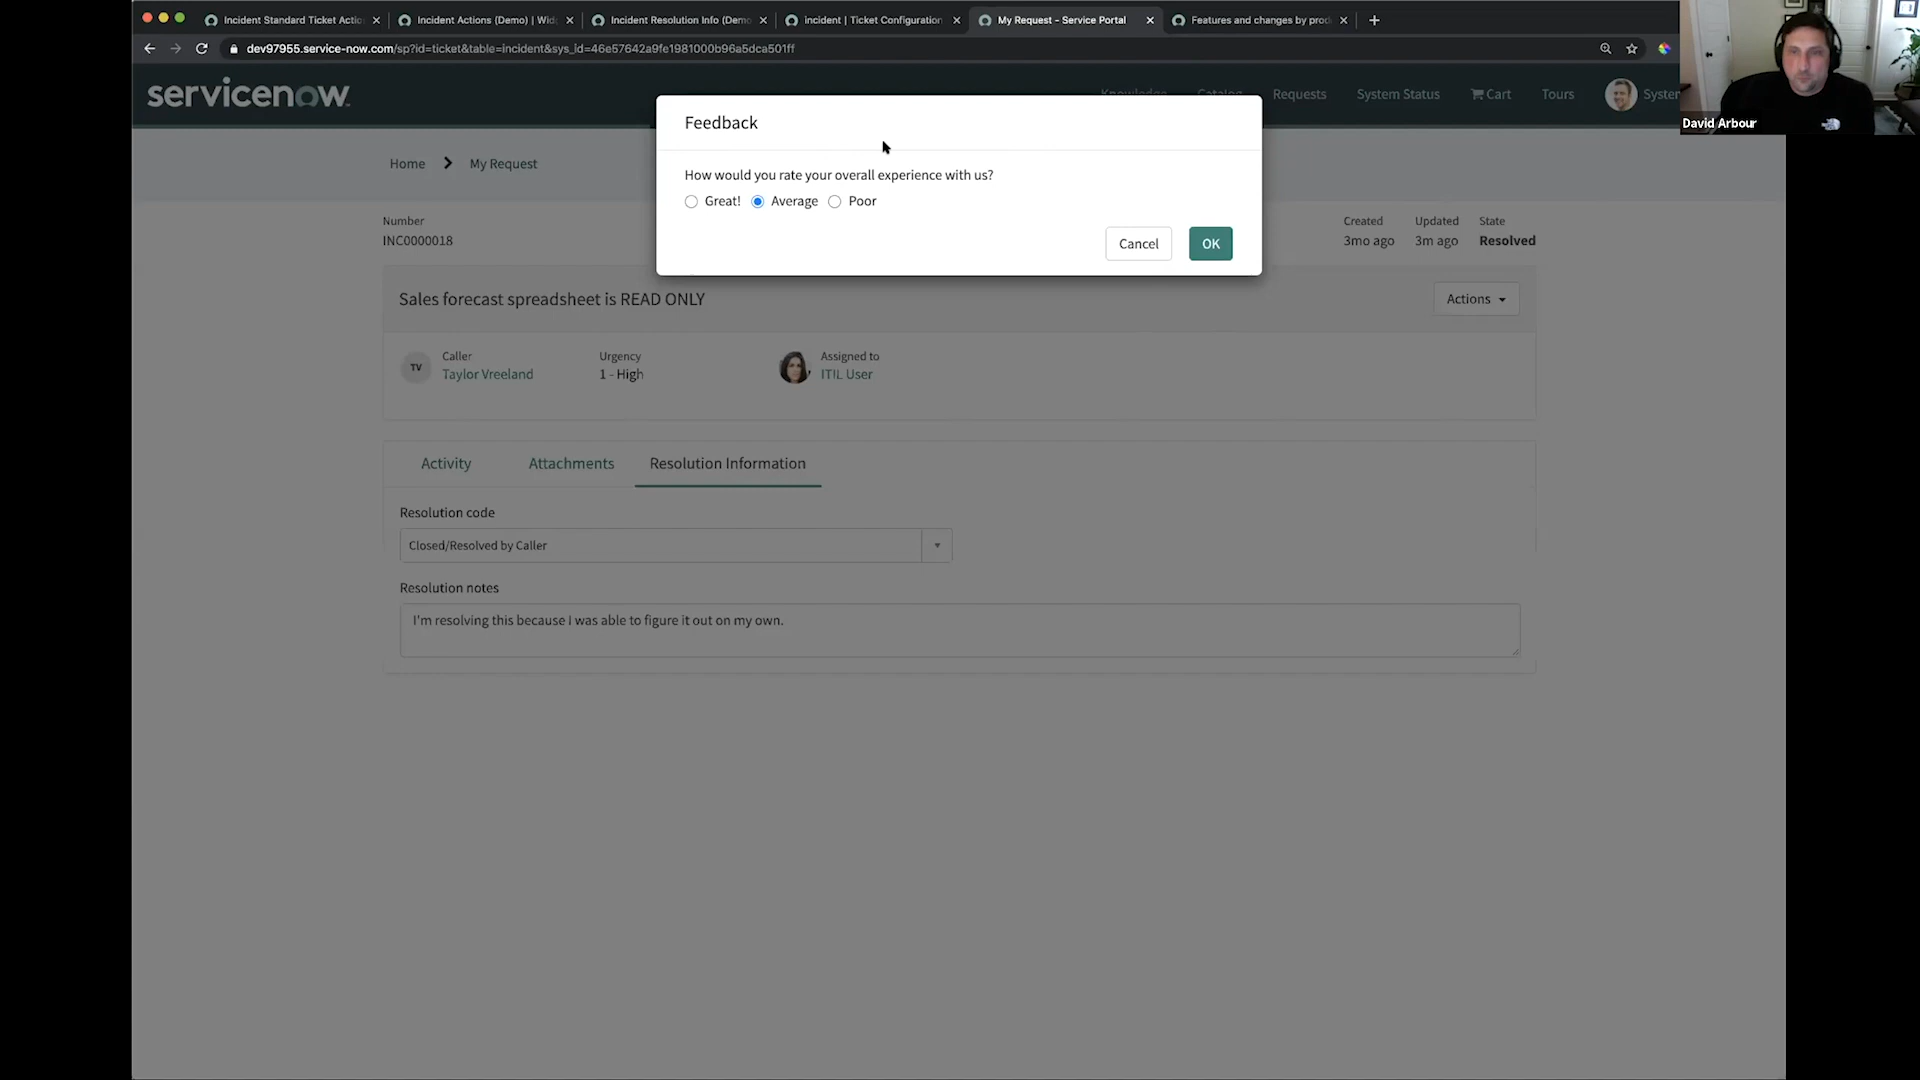 Incident Standard Ticket Actio
Incident Actions (Demo) | Wid
Incident Resolution Info (Demo
incident | Ticket Configuration
My Request - Service Portal
Features and changes by prod
dev97955.service-now.com/sp?id=ticket&table=incident&sys_id=46e57642a9fe1981000b96a5dca501ff
servicenow
Knowledge Catalog Requests System Status Cart Tours System
David Arbour
Feedback
How would you rate your overall experience with us?
Great! Average Poor
Cancel OK
Home My Request
Number
INC0000018
Created Updated State
3mo ago 3m ago Resolved
Sales forecast spreadsheet is READ ONLY
Actions
TV
Caller
Taylor Vreeland
Urgency
1 - High
Assigned to
ITIL User
Activity Attachments Resolution Information
Resolution code
Closed/Resolved by Caller
Resolution notes
I'm resolving this because I was able to figure it out on my own.